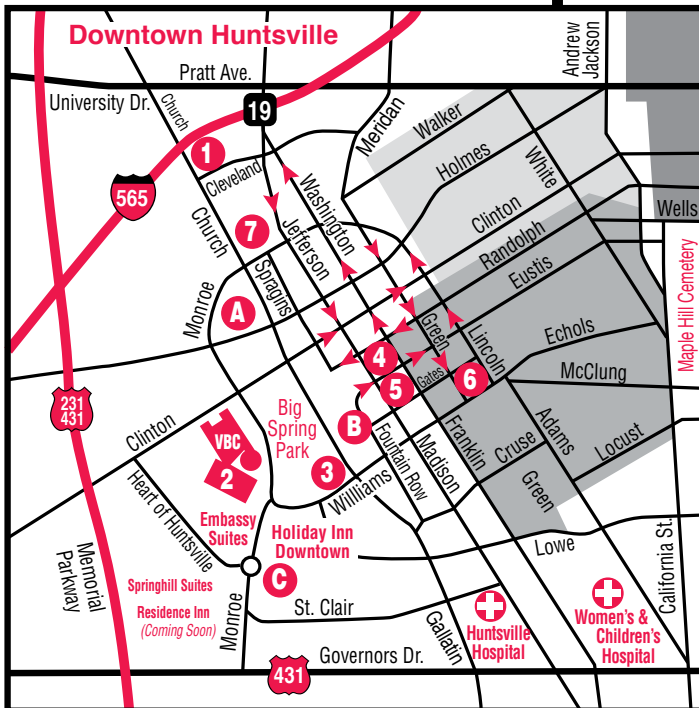 Downtown Huntsville
Pratt Ave.
Andrew
Jackson
University Dr.
Church
19
Meridan
Walker
1
Holmes
White
565
Cleveland
Washington
Clinton
Wells
Church
7
Jefferson
Randolph
Spragins
Eustis
Monroe
A
Green
Lincoln
Echols
Maple Hill Cemetery
4
McClung
5
Gates
6
231
431
Clinton
Big
Spring
Park
B
Adams
VBC
Franklin
Cruse
Locust
2
3
Fountain Row
Madison
Willliams
Green
Heart of Huntsville
Embassy
Suites
Holiday Inn
Downtown
Lowe
California St.
Memorial
Parkway
C
Springhill Suites
Residence Inn
(Coming Soon)
Monroe
St. Clair
Gallatin
Huntsville
Hospital
Women's &
Children's
Hospital
Governors Dr.
431